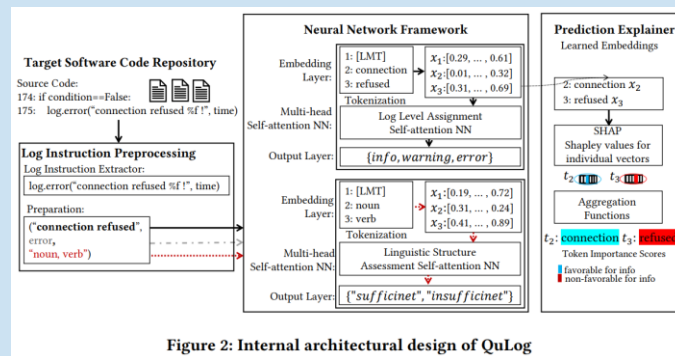 Target Software Code Repository
Source Code:
174: if condition==False:
175: log.error("connection refused %f !", time)
Log Instruction Preprocessing
Log Instruction Extractor:
log.error("connection refused %f !", time)
Preparation:
("connection refused",
error,
"noun, verb")
Neural Network Framework
Embedding
Layer:
1: [LMT]
2: connection
3: refused
Tokenization
x₁:[0.29, ... , 0.61]
x₂:[0.01, ... , 0.32]
x₃:[0.31, ... , 0.69]
Multi-head
Self-attention NN:
Log Level Assignment
Self-attention NN
Output Layer:
{info, warning, error}
Embedding
Layer:
1: [LMT]
2: noun
3: verb
Tokenization
x₁:[0.19, ... , 0.72]
x₂:[0.31, ... , 0.24]
x₃:[0.41, ... , 0.89]
Multi-head
Self-attention NN:
Linguistic Structure
Assessment Self-attention NN
Output Layer:
{"sufficinet", "insufficinet"}
Prediction Explainer
Learned Embeddings
2: connection x₂
3: refused x₃
SHAP
Shapley values for
individual vectors
t₂: t₃:
Aggregation
Functions
t₂: connection t₃: refused
Token Importance Scores
favorable for info
non-favorable for info
Figure 2: Internal architectural design of QuLog